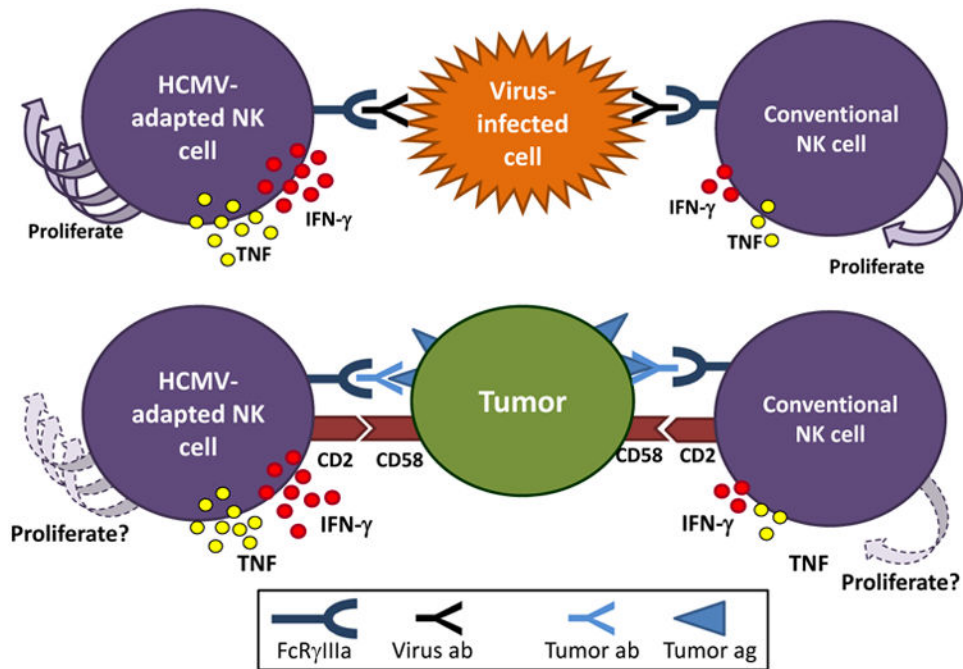 HCMV-
adapted NK
cell
Virus-
infected
cell
Conventional
NK cell
IFN-γ
TNF
Proliferate
IFN-γ
TNF
Proliferate
HCMV-
adapted NK
cell
Tumor
Conventional
NK cell
CD2
CD58
CD58
CD2
IFN-γ
TNF
Proliferate?
IFN-γ
TNF
Proliferate?
FcRγIIIa
Virus ab
Tumor ab
Tumor ag